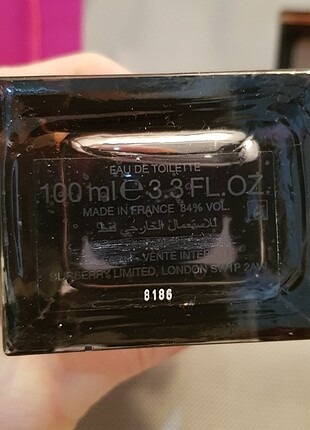 EAU DE TOILETTE
100 ml ℮ 3.3 FL.OZ.
MADE IN FRANCE 84% VOL.
للاستعمال الخارجي فقط
- VENTE INTER
BURBERRY LIMITED, LONDON SW1P 2AW
8186